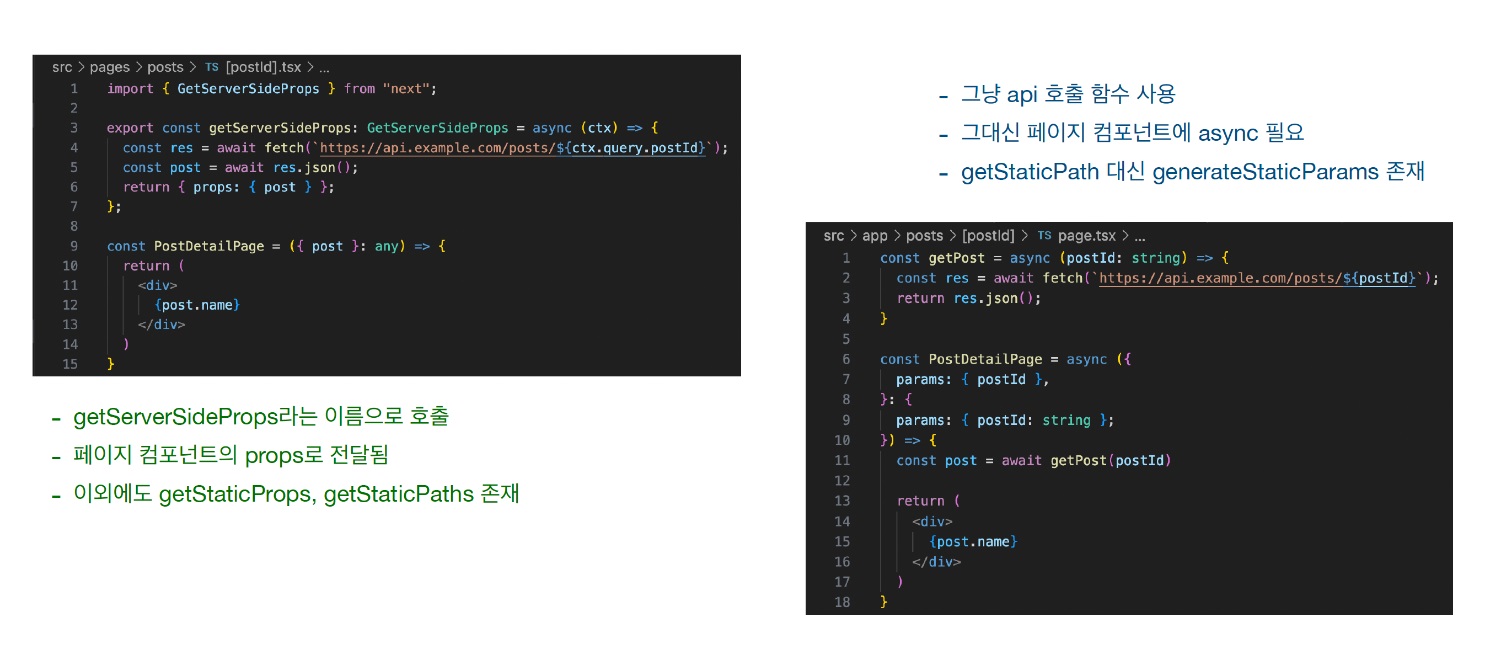 src > pages > posts > TS [postId].tsx > ...
1 import { GetServerSideProps } from "next";
2
3 export const getServerSideProps: GetServerSideProps = async (ctx) => {
4 const res = await fetch(`https://api.example.com/posts/${ctx.query.postId}`);
5 const post = await res.json();
6 return { props: { post } };
7 };
8
9 const PostDetailPage = ({ post }: any) => {
10 return (
11 <div>
12 {post.name}
13 </div>
14 )
15 }
- getServerSideProps라는 이름으로 호출
- 페이지 컴포넌트의 props로 전달됨
- 이외에도 getStaticProps, getStaticPaths 존재
- 그냥 api 호출 함수 사용
- 그대신 페이지 컴포넌트에 async 필요
- getStaticPath 대신 generateStaticParams 존재
src > app > posts > [postId] > TS page.tsx > ...
1 const getPost = async (postId: string) => {
2 const res = await fetch(`https://api.example.com/posts/${postId}`);
3 return res.json();
4 }
5
6 const PostDetailPage = async ({
7 params: { postId },
8 }: {
9 params: { postId: string };
10 }) => {
11 const post = await getPost(postId)
12
13 return (
14 <div>
15 {post.name}
16 </div>
17 )
18 }